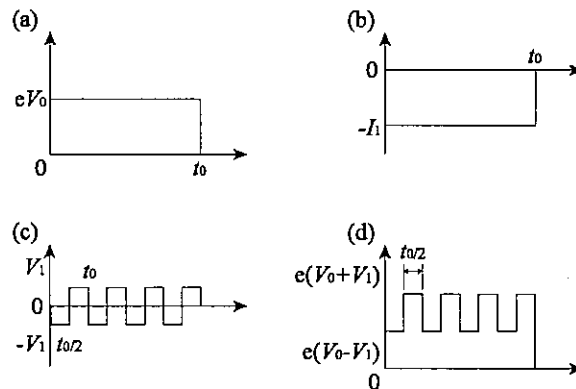 (a)
eV₀
0
t₀
(b)
t₀
0
-I₁
(c)
V₁
t₀
0
-V₁
t₀/2
(d)
t₀/2
e(V₀+V₁)
e(V₀-V₁)
0